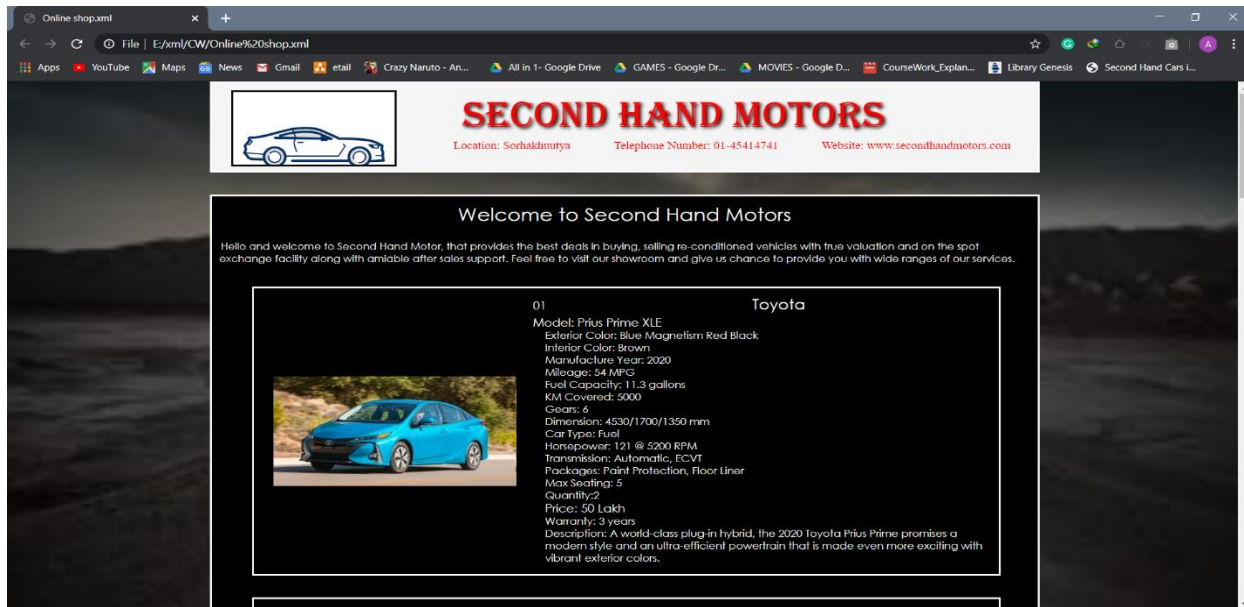 Online shop.xml
File | E:/xml/CW/Online%20shop.xml
Apps YouTube Maps News Gmail etail Crazy Naruto - An... All in 1- Google Drive GAMES - Google Dr... MOVIES - Google D... CourseWork_Explan... Library Genesis Second Hand Cars i...
SECOND HAND MOTORS
Location: Sorhakhuutya Telephone Number: 01-45414741 Website: www.secondhandmotors.com
Welcome to Second Hand Motors
Hello and welcome to Second Hand Motor, that provides the best deals in buying, selling re-conditioned vehicles with true valuation and on the spot
exchange facility along with amiable after sales support. Feel free to visit our showroom and give us chance to provide you with wide ranges of our services.
01 Toyota
Model: Prius Prime XLE
Exterior Color: Blue Magnetism Red Black
Interior Color: Brown
Manufacture Year: 2020
Mileage: 54 MPG
Fuel Capacity: 11.3 gallons
KM Covered: 5000
Gears: 6
Dimension: 4530/1700/1350 mm
Car Type: Fuel
Horsepower: 121 @ 5200 RPM
Transmission: Automatic, ECVT
Packages: Paint Protection, Floor Liner
Max Seating: 5
Quantity:2
Price: 50 Lakh
Warranty: 3 years
Description: A world-class plug-in hybrid, the 2020 Toyota Prius Prime promises a
modern style and an ultra-efficient powertrain that is made even more exciting with
vibrant exterior colors.